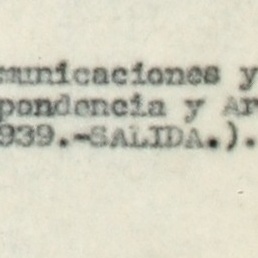 municaciones y
pondencia y Ar
939.-SALIDA.).